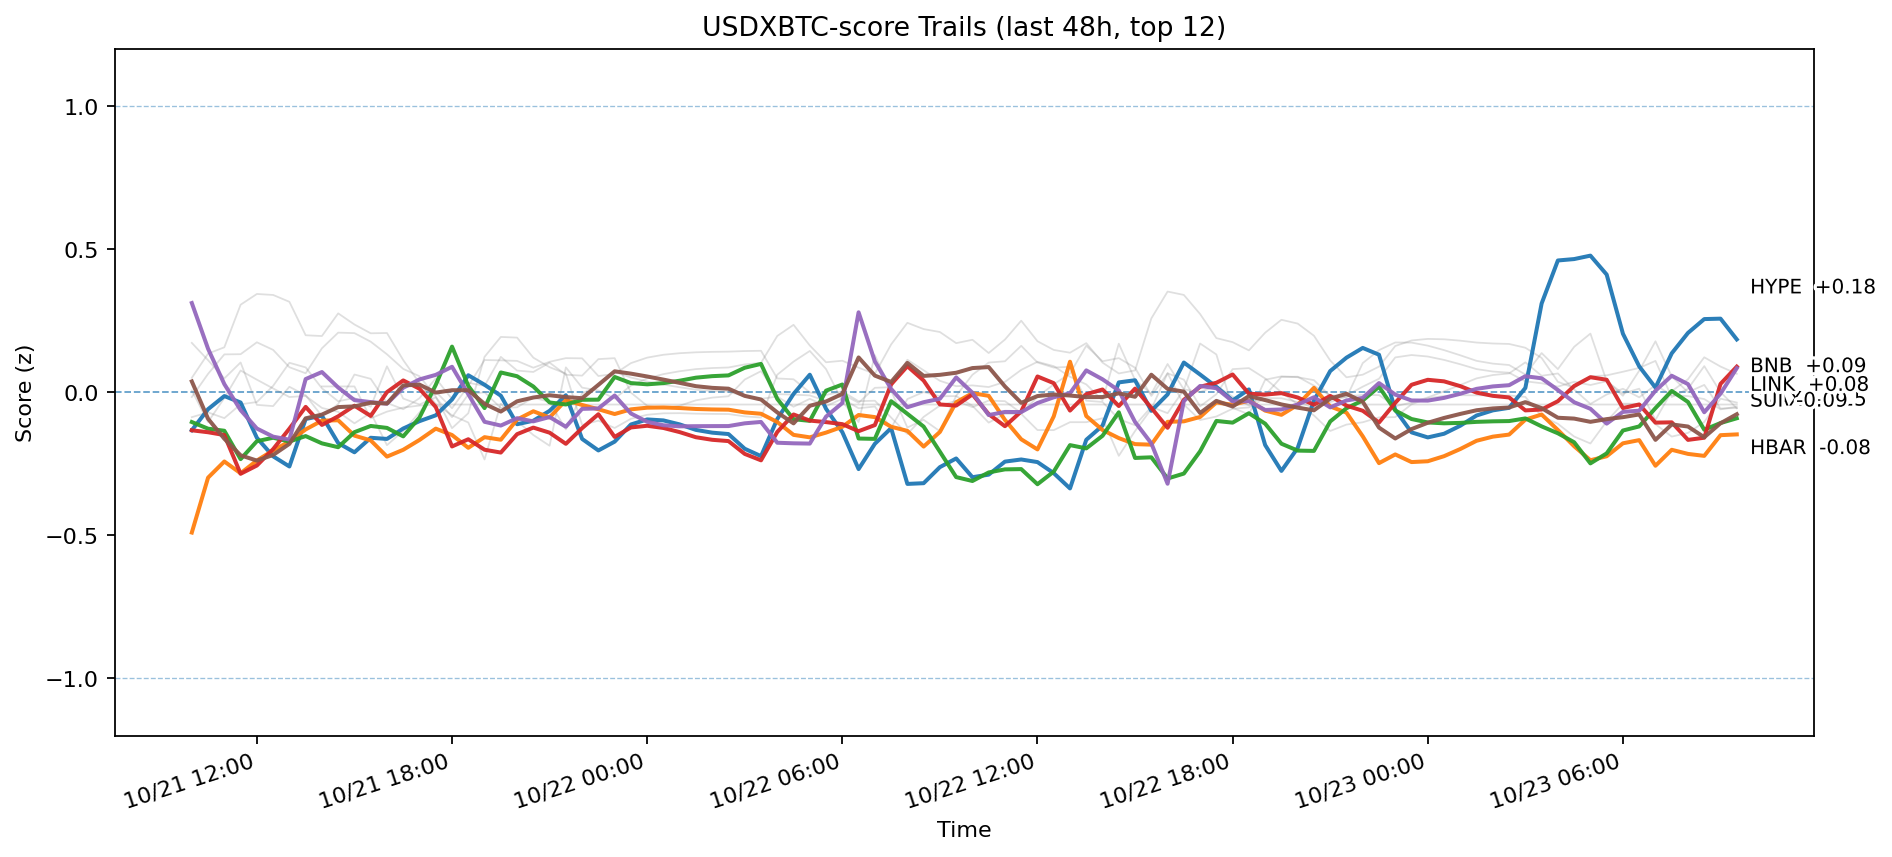 USDXBTC-score Trails (last 48h, top 12)
Score (z)
1.0
0.5
0.0
−0.5
−1.0
HYPE +0.18
BNB +0.09
LINK +0.08
HBAR -0.08
10/21 12:00
10/21 18:00
10/22 00:00
10/22 06:00
10/22 12:00
10/22 18:00
10/23 00:00
10/23 06:00
Time